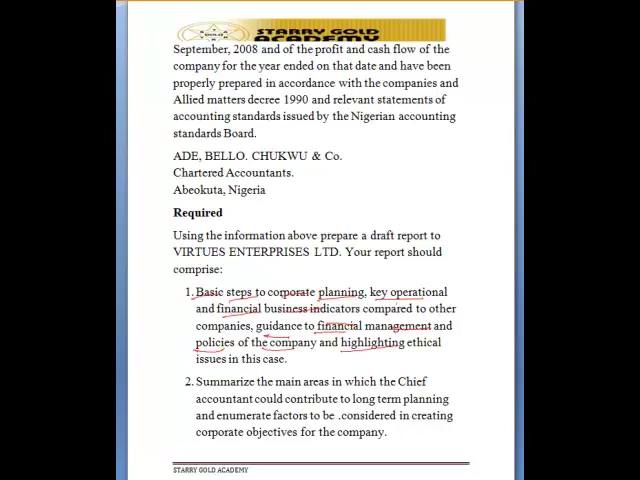 STARRY GOLD
ACADEMY
September, 2008 and of the profit and cash flow of the
company for the year ended on that date and have been
properly prepared in accordance with the companies and
Allied matters decree 1990 and relevant statements of
accounting standards issued by the Nigerian accounting
standards Board.
ADE, BELLO. CHUKWU & Co.
Chartered Accountants.
Abeokuta, Nigeria
Required
Using the information above prepare a draft report to
VIRTUES ENTERPRISES LTD. Your report should
comprise:
1. Basic steps to corporate planning, key operational
and financial business indicators compared to other
companies, guidance to financial management and
policies of the company and highlighting ethical
issues in this case.
2. Summarize the main areas in which the Chief
accountant could contribute to long term planning
and enumerate factors to be .considered in creating
corporate objectives for the company.
STARRY GOLD ACADEMY